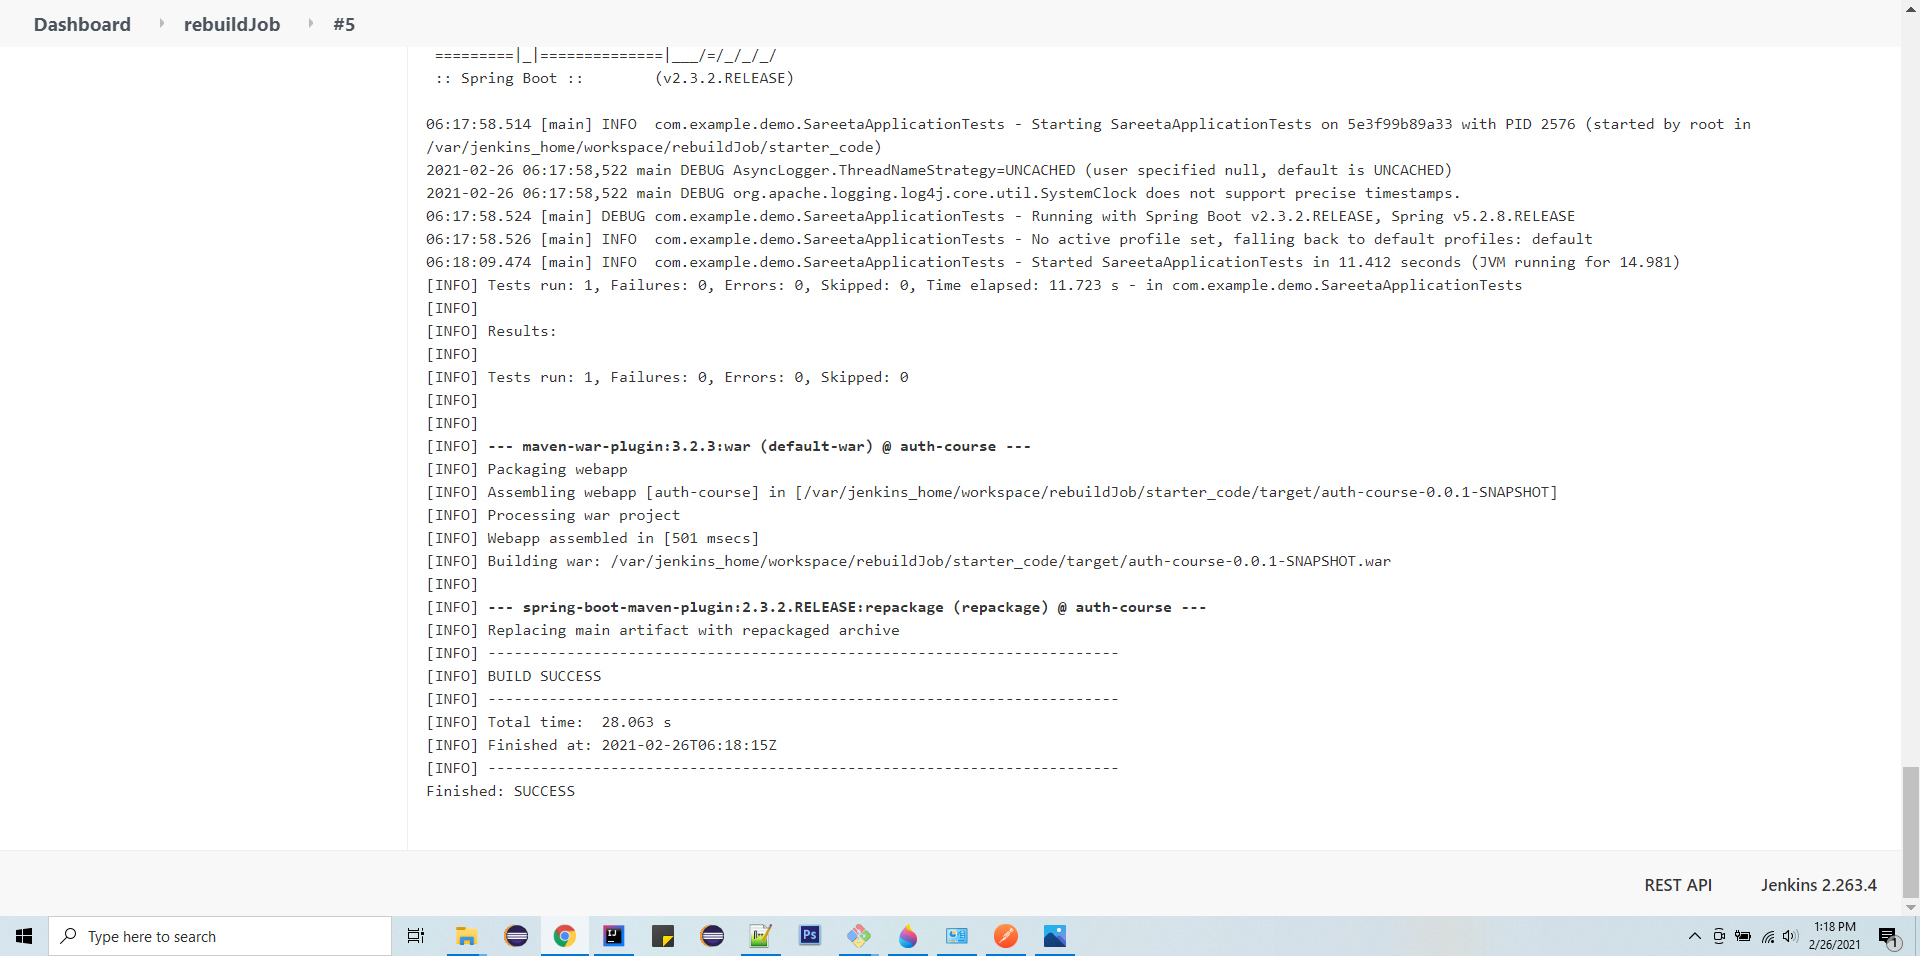 Dashboard rebuildJob #5
=========|_|==============|___/=/_/_/_/
:: Spring Boot ::        (v2.3.2.RELEASE)
06:17:58.514 [main] INFO  com.example.demo.SareetaApplicationTests - Starting SareetaApplicationTests on 5e3f99b89a33 with PID 2576 (started by root in
/var/jenkins_home/workspace/rebuildJob/starter_code)
2021-02-26 06:17:58,522 main DEBUG AsyncLogger.ThreadNameStrategy=UNCACHED (user specified null, default is UNCACHED)
2021-02-26 06:17:58,522 main DEBUG org.apache.logging.log4j.core.util.SystemClock does not support precise timestamps.
06:17:58.524 [main] DEBUG com.example.demo.SareetaApplicationTests - Running with Spring Boot v2.3.2.RELEASE, Spring v5.2.8.RELEASE
06:17:58.526 [main] INFO  com.example.demo.SareetaApplicationTests - No active profile set, falling back to default profiles: default
06:18:09.474 [main] INFO  com.example.demo.SareetaApplicationTests - Started SareetaApplicationTests in 11.412 seconds (JVM running for 14.981)
[INFO] Tests run: 1, Failures: 0, Errors: 0, Skipped: 0, Time elapsed: 11.723 s - in com.example.demo.SareetaApplicationTests
[INFO]
[INFO] Results:
[INFO]
[INFO] Tests run: 1, Failures: 0, Errors: 0, Skipped: 0
[INFO]
[INFO]
[INFO] --- maven-war-plugin:3.2.3:war (default-war) @ auth-course ---
[INFO] Packaging webapp
[INFO] Assembling webapp [auth-course] in [/var/jenkins_home/workspace/rebuildJob/starter_code/target/auth-course-0.0.1-SNAPSHOT]
[INFO] Processing war project
[INFO] Webapp assembled in [501 msecs]
[INFO] Building war: /var/jenkins_home/workspace/rebuildJob/starter_code/target/auth-course-0.0.1-SNAPSHOT.war
[INFO]
[INFO] --- spring-boot-maven-plugin:2.3.2.RELEASE:repackage (repackage) @ auth-course ---
[INFO] Replacing main artifact with repackaged archive
[INFO] ------------------------------------------------------------------------
[INFO] BUILD SUCCESS
[INFO] ------------------------------------------------------------------------
[INFO] Total time:  28.063 s
[INFO] Finished at: 2021-02-26T06:18:15Z
[INFO] ------------------------------------------------------------------------
Finished: SUCCESS
REST API Jenkins 2.263.4
Type here to search
Ps
1:18 PM
2/26/2021
1